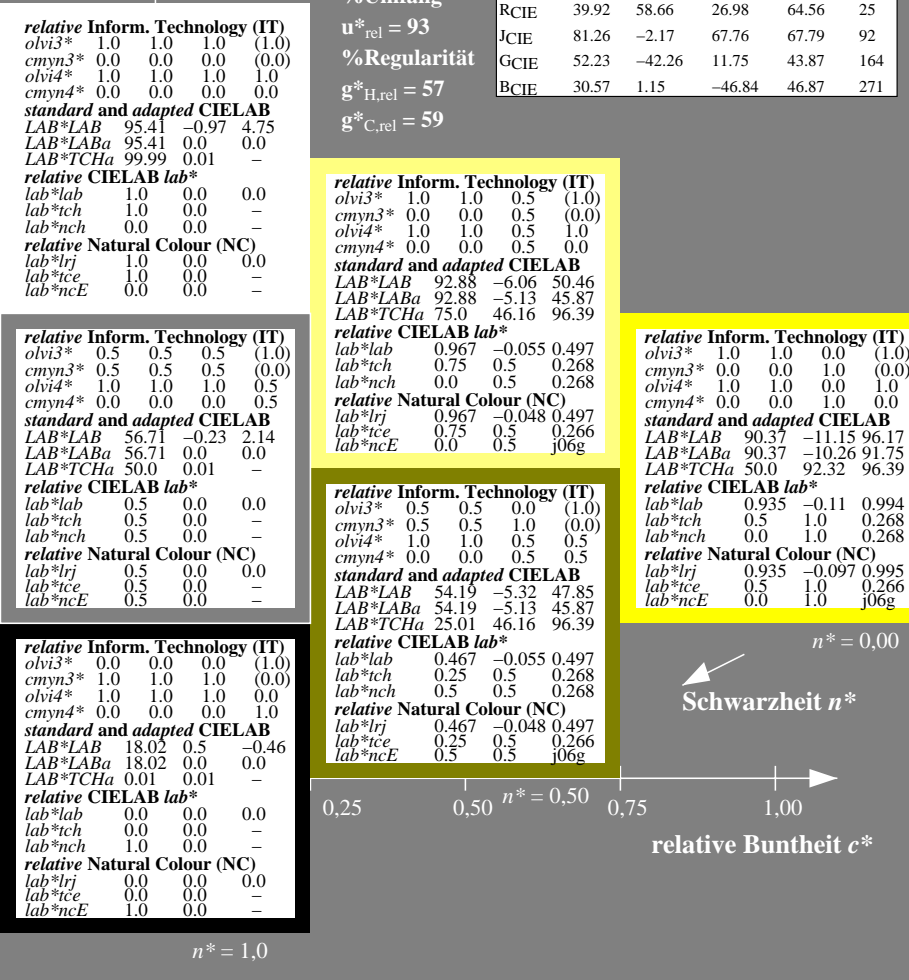 %Umfang
u*rel = 93
%Regularität
g*H,rel = 57
g*C,rel = 59
RCIE 39.92 58.66 26.98 64.56 25
JCIE 81.26 −2.17 67.76 67.79 92
GCIE 52.23 −42.26 11.75 43.87 164
BCIE 30.57 1.15 −46.84 46.87 271
relative Inform. Technology (IT)
olvi3* 1.0 1.0 1.0 (1.0)
cmyn3* 0.0 0.0 0.0 (0.0)
olvi4* 1.0 1.0 1.0 1.0
cmyn4* 0.0 0.0 0.0 0.0
standard and adapted CIELAB
LAB*LAB 95.41 −0.97 4.75
LAB*LABa 95.41 0.0 0.0
LAB*TCHa 99.99 0.01 –
relative CIELAB lab*
lab*lab 1.0 0.0 0.0
lab*tch 1.0 0.0 –
lab*nch 0.0 0.0 –
relative Natural Colour (NC)
lab*lrj 1.0 0.0 0.0
lab*tce 1.0 0.0 –
lab*ncE 0.0 0.0 –
relative Inform. Technology (IT)
olvi3* 1.0 1.0 0.5 (1.0)
cmyn3* 0.0 0.0 0.5 (0.0)
olvi4* 1.0 1.0 0.5 1.0
cmyn4* 0.0 0.0 0.5 0.0
standard and adapted CIELAB
LAB*LAB 92.88 −6.06 50.46
LAB*LABa 92.88 −5.13 45.87
LAB*TCHa 75.0 46.16 96.39
relative CIELAB lab*
lab*lab 0.967 −0.055 0.497
lab*tch 0.75 0.5 0.268
lab*nch 0.0 0.5 0.268
relative Natural Colour (NC)
lab*lrj 0.967 −0.048 0.497
lab*tce 0.75 0.5 0.266
lab*ncE 0.0 0.5 j06g
relative Inform. Technology (IT)
olvi3* 0.5 0.5 0.5 (1.0)
cmyn3* 0.5 0.5 0.5 (0.0)
olvi4* 1.0 1.0 1.0 0.5
cmyn4* 0.0 0.0 0.0 0.5
standard and adapted CIELAB
LAB*LAB 56.71 −0.23 2.14
LAB*LABa 56.71 0.0 0.0
LAB*TCHa 50.0 0.01 –
relative CIELAB lab*
lab*lab 0.5 0.0 0.0
lab*tch 0.5 0.0 –
lab*nch 0.5 0.0 –
relative Natural Colour (NC)
lab*lrj 0.5 0.0 0.0
lab*tce 0.5 0.0 –
lab*ncE 0.5 0.0 –
relative Inform. Technology (IT)
olvi3* 1.0 1.0 0.0 (1.0)
cmyn3* 0.0 0.0 1.0 (0.0)
olvi4* 1.0 1.0 0.0 1.0
cmyn4* 0.0 0.0 1.0 0.0
standard and adapted CIELAB
LAB*LAB 90.37 −11.15 96.17
LAB*LABa 90.37 −10.26 91.75
LAB*TCHa 50.0 92.32 96.39
relative CIELAB lab*
lab*lab 0.935 −0.11 0.994
lab*tch 0.5 1.0 0.268
lab*nch 0.0 1.0 0.268
relative Natural Colour (NC)
lab*lrj 0.935 −0.097 0.995
lab*tce 0.5 1.0 0.266
lab*ncE 0.0 1.0 j06g
relative Inform. Technology (IT)
olvi3* 0.5 0.5 0.0 (1.0)
cmyn3* 0.5 0.5 1.0 (0.0)
olvi4* 1.0 1.0 0.5 0.5
cmyn4* 0.0 0.0 0.5 0.5
standard and adapted CIELAB
LAB*LAB 54.19 −5.32 47.85
LAB*LABa 54.19 −5.13 45.87
LAB*TCHa 25.01 46.16 96.39
relative CIELAB lab*
lab*lab 0.467 −0.055 0.497
lab*tch 0.25 0.5 0.268
lab*nch 0.5 0.5 0.268
relative Natural Colour (NC)
lab*lrj 0.467 −0.048 0.497
lab*tce 0.25 0.5 0.266
lab*ncE 0.5 0.5 j06g
relative Inform. Technology (IT)
olvi3* 0.0 0.0 0.0 (1.0)
cmyn3* 1.0 1.0 1.0 (0.0)
olvi4* 1.0 1.0 1.0 0.0
cmyn4* 0.0 0.0 0.0 1.0
standard and adapted CIELAB
LAB*LAB 18.02 0.5 −0.46
LAB*LABa 18.02 0.0 0.0
LAB*TCHa 0.01 0.01 –
relative CIELAB lab*
lab*lab 0.0 0.0 0.0
lab*tch 0.0 0.0 –
lab*nch 1.0 0.0 –
relative Natural Colour (NC)
lab*lrj 0.0 0.0 0.0
lab*tce 0.0 0.0 –
lab*ncE 1.0 0.0 –
n* = 0,00
Schwarzheit n*
0,25 0,50 n* = 0,50 0,75 1,00
relative Buntheit c*
n* = 1,0